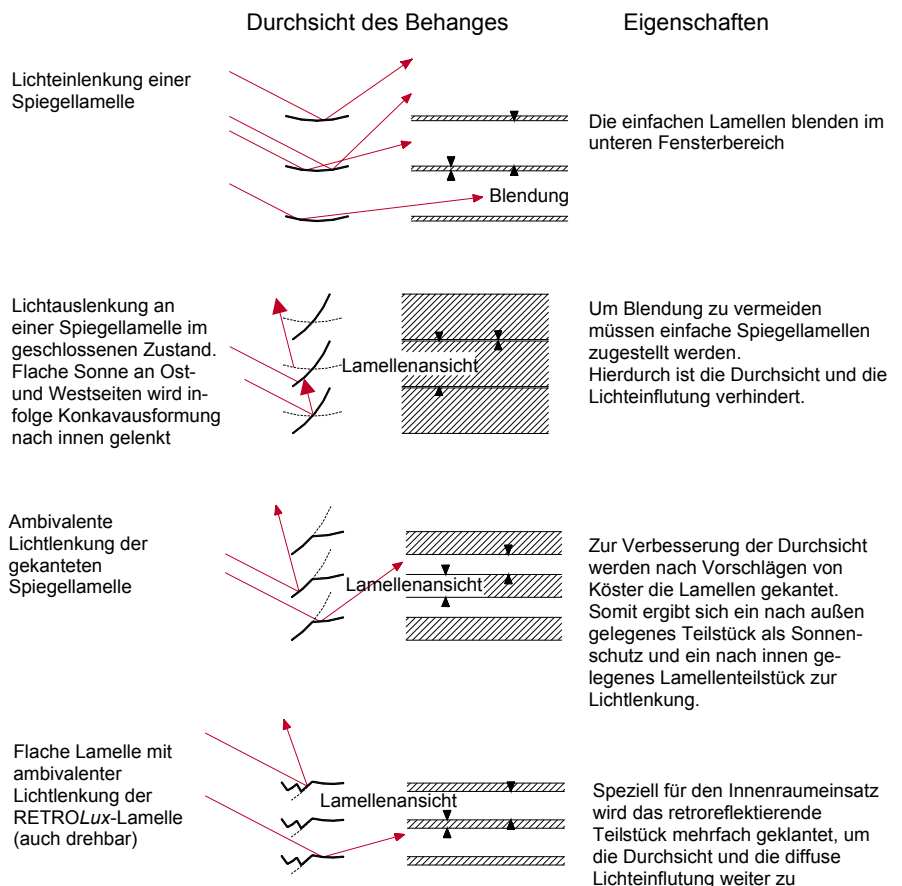 Durchsicht des Behanges
Eigenschaften
Lichteinlenkung einer
Spiegellamelle
Blendung
Die einfachen Lamellen blenden im
unteren Fensterbereich
Lichtauslenkung an
einer Spiegellamelle im
geschlossenen Zustand.
Flache Sonne an Ost-
und Westseiten wird in-
folge Konkavausformung
nach innen gelenkt
Lamellenansicht
Um Blendung zu vermeiden
müssen einfache Spiegellamellen
zugestellt werden.
Hierdurch ist die Durchsicht und die
Lichteinflutung verhindert.
Ambivalente
Lichtlenkung der
gekanteten
Spiegellamelle
Lamellenansicht
Zur Verbesserung der Durchsicht
werden nach Vorschlägen von
Köster die Lamellen gekantet.
Somit ergibt sich ein nach außen
gelegenes Teilstück als Sonnen-
schutz und ein nach innen ge-
legenes Lamellenteilstück zur
Lichtlenkung.
Flache Lamelle mit
ambivalenter
Lichtlenkung der
RETROLux-Lamelle
(auch drehbar)
Lamellenansicht
Speziell für den Innenraumeinsatz
wird das retroreflektierende
Teilstück mehrfach geklantet, um
die Durchsicht und die diffuse
Lichteinflutung weiter zu